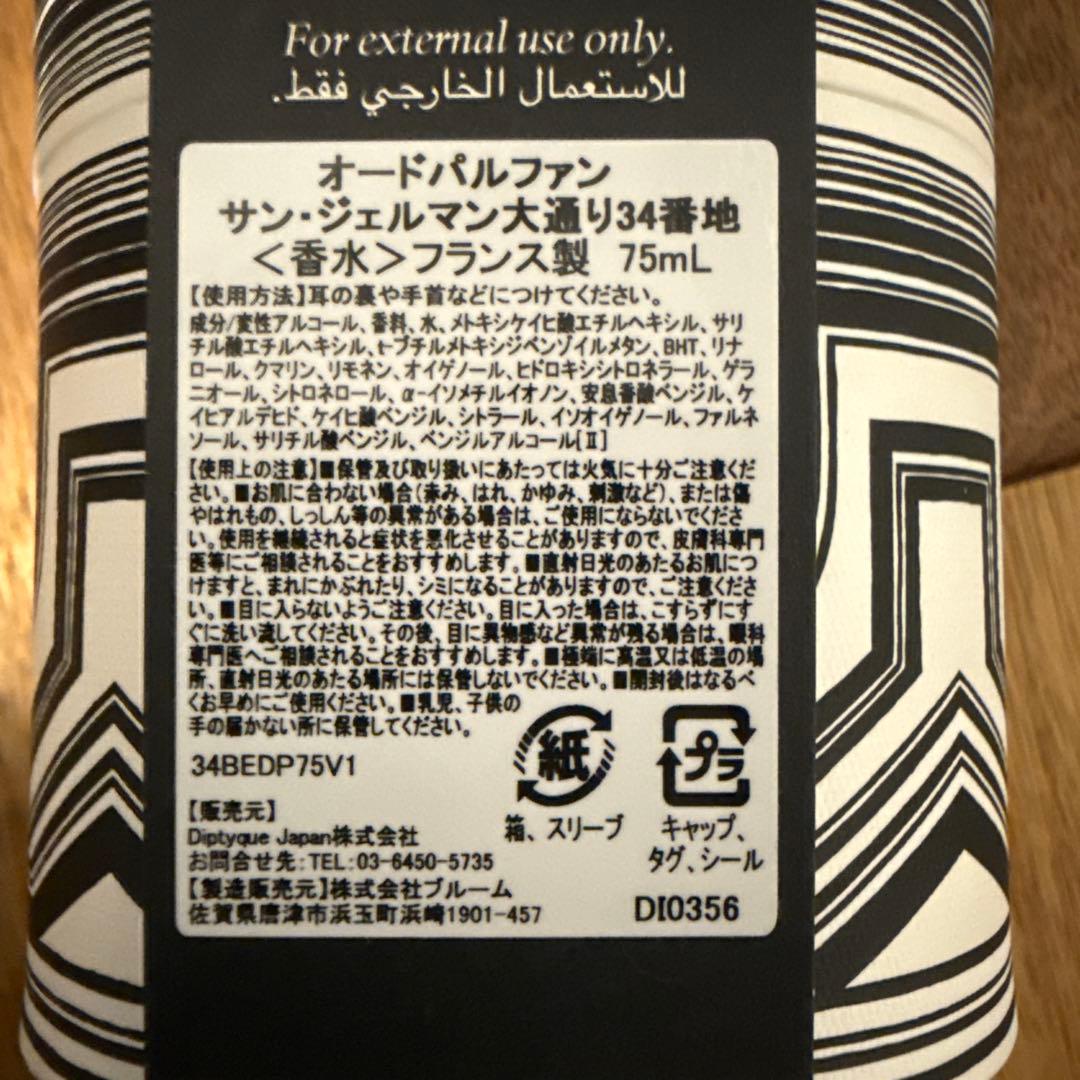 For external use only.
للاستعمال الخارجي فقط.
オードパルファン
サン・ジェルマン大通り34番地
＜香水＞フランス製 75mL
【使用方法】耳の裏や手首などにつけてください。
成分/変性アルコール、香料、水、メトキシケイヒ酸エチルヘキシル、サリ
チル酸エチルヘキシル、t-ブチルメトキシジベンゾイルメタン、BHT、リナ
ロール、クマリン、リモネン、オイゲノール、ヒドロキシシトロネラール、ゲラ
ニオール、シトロネロール、α-イソメチルイオノン、安息香酸ベンジル、ケ
イヒアルデヒド、ケイヒ酸ベンジル、シトラール、イソオイゲノール、ファルネ
ソール、サリチル酸ベンジル、ベンジルアルコール[Ⅱ]
【使用上の注意】■保管及び取り扱いにあたっては火気に十分ご注意くだ
さい。■お肌に合わない場合(赤み、はれ、かゆみ、刺激など)、または傷
やはれもの、しっしん等の異常がある場合は、ご使用にならないでくださ
い。使用を継続されると症状を悪化させることがありますので、皮膚科専門
医等にご相談されることをおすすめします。■直射日光のあたるお肌につ
けますと、まれにかぶれたり、シミになることがありますので、ご注意くださ
い。■目に入らないようご注意ください。目に入った場合は、こすらずにす
ぐに洗い流してください。その後、目に異物感など異常が残る場合は、眼科
専門医へご相談されることをおすすめします。■極端に高温又は低温の場
所、直射日光のあたる場所には保管しないでください。■開封後はなるべ
くお早めにご使用ください。■乳児、子供の
手の届かない所に保管してください。
34BEDP75V1
紙
プラ
箱、スリーブ
キャップ、
タグ、シール
【販売元】
Diptyque Japan株式会社
お問合せ先:TEL:03-6450-5735
【製造販売元】株式会社ブルーム
佐賀県唐津市浜玉町浜崎1901-457
DI0356